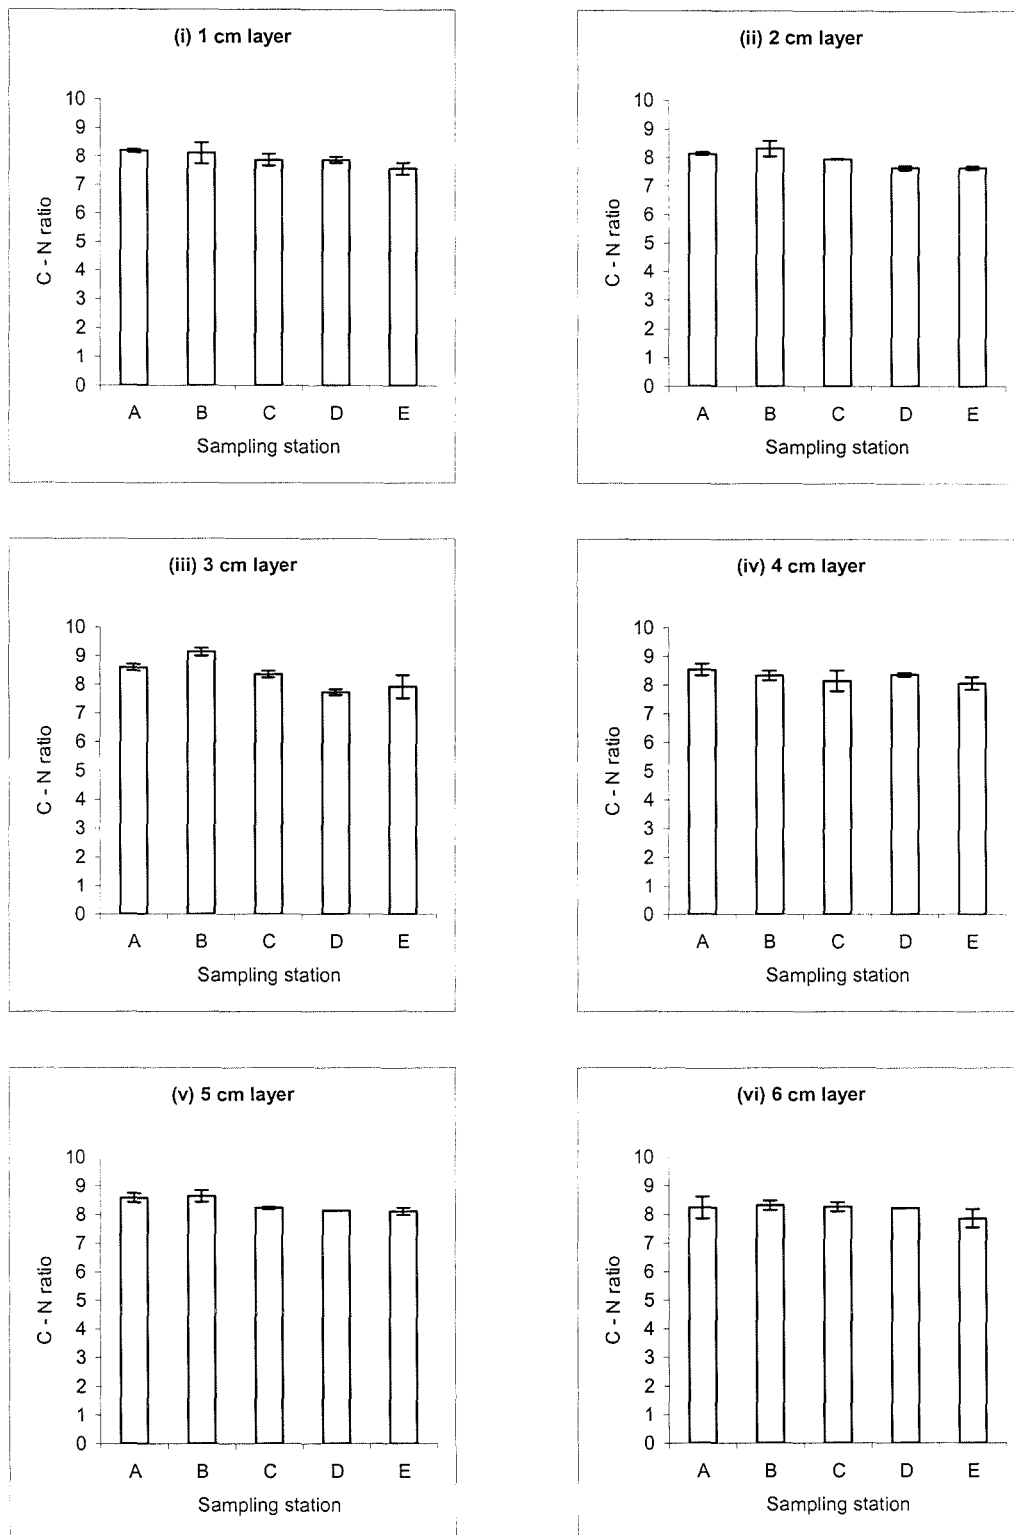 (i) 1 cm layer
10
9
8
7
6
5
4
3
2
1
0
C - N ratio
A B C D E
Sampling station
(ii) 2 cm layer
10
9
8
7
6
5
4
3
2
1
0
C - N ratio
A B C D E
Sampling station
(iii) 3 cm layer
10
9
8
7
6
5
4
3
2
1
0
C - N ratio
A B C D E
Sampling station
(iv) 4 cm layer
10
9
8
7
6
5
4
3
2
1
0
C - N ratio
A B C D E
Sampling station
(v) 5 cm layer
10
9
8
7
6
5
4
3
2
1
0
C - N ratio
A B C D E
Sampling station
(vi) 6 cm layer
10
9
8
7
6
5
4
3
2
1
0
C - N ratio
A B C D E
Sampling station